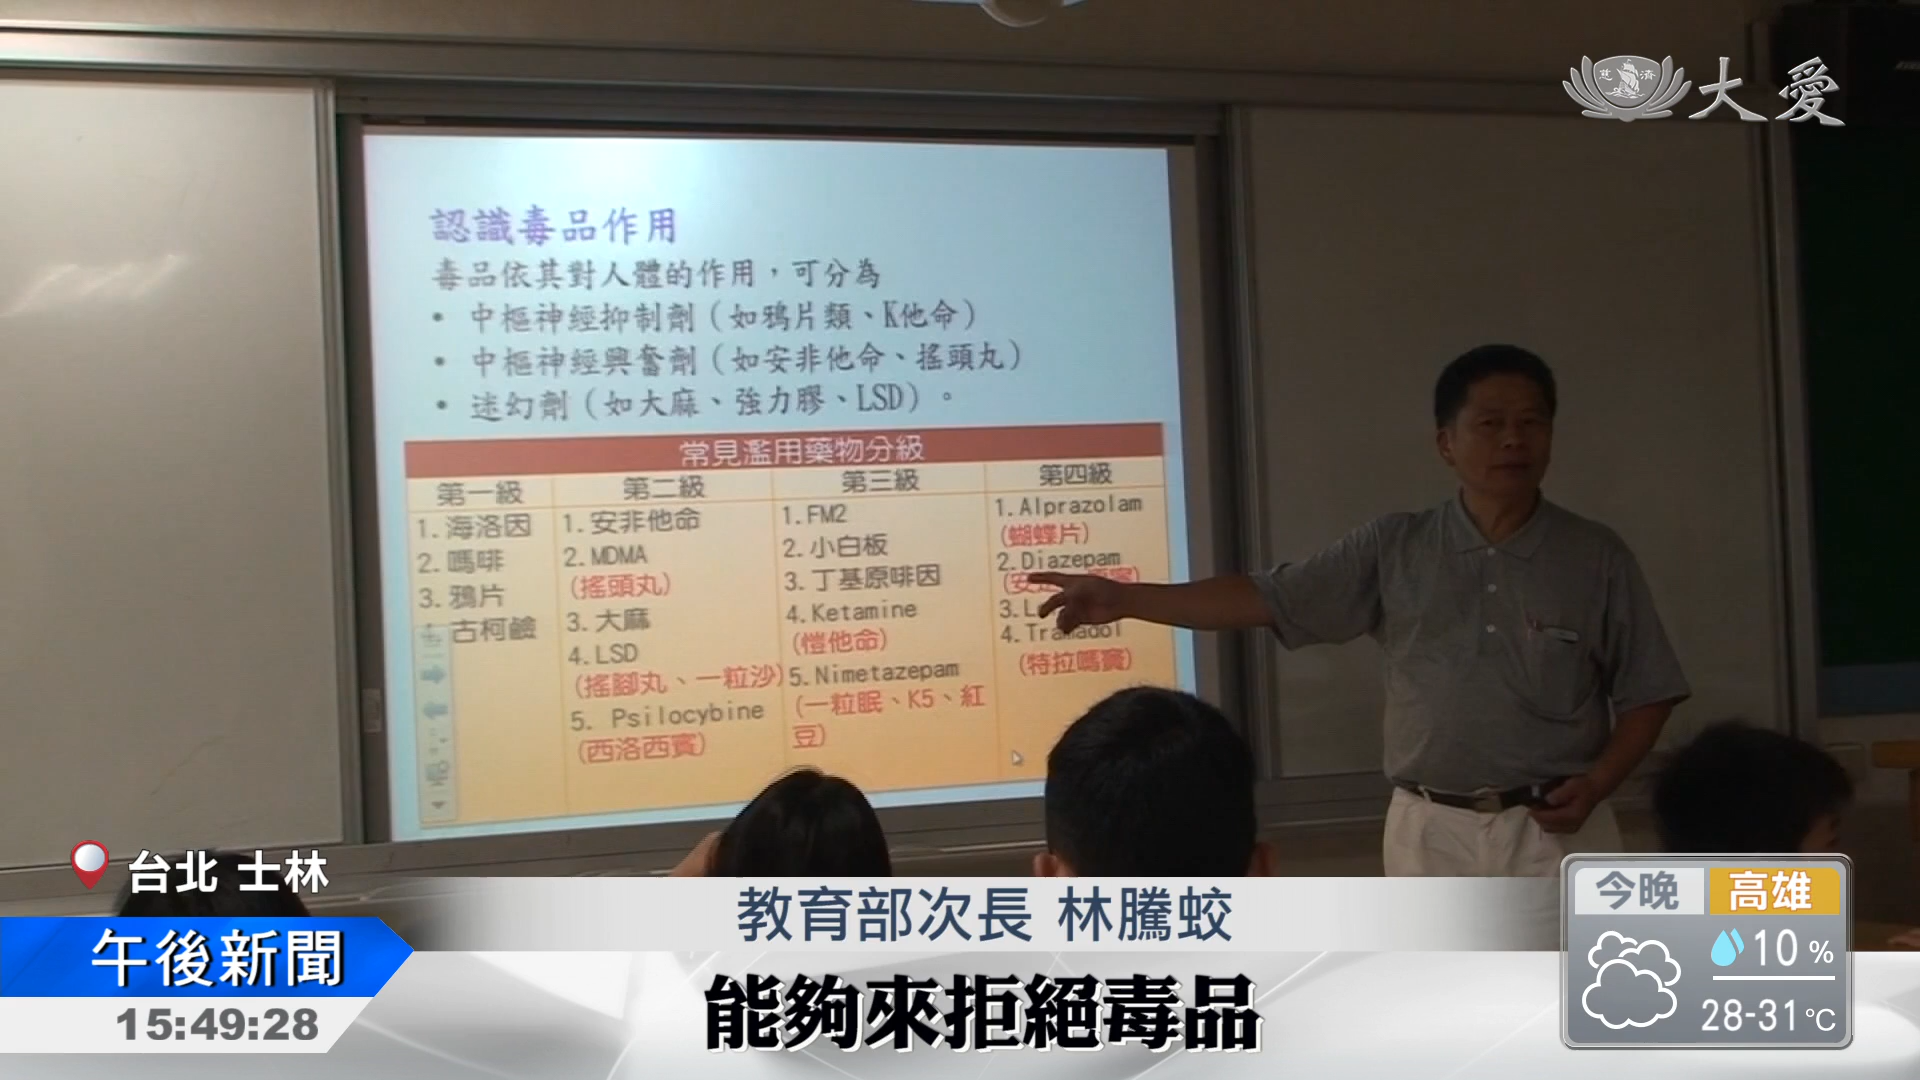 慈濟 大愛
認識毒品作用
毒品依其對人體的作用，可分為
• 中樞神經抑制劑（如鴉片類、K他命）
• 中樞神經興奮劑（如安非他命、搖頭丸）
• 迷幻劑（如大麻、強力膠、LSD）。
常見濫用藥物分級
第一級
1.海洛因
2.嗎啡
3.鴉片
古柯鹼
第二級
1.安非他命
2.MDMA
(搖頭丸)
3.大麻
4.LSD
(搖腳丸、一粒沙)
5. Psilocybine
(西洛西賓)
第三級
1.FM2
2.小白板
3.丁基原啡因
4.Ketamine
(愷他命)
5.Nimetazepam
(一粒眠、K5、紅
豆)
第四級
1.Alprazolam
(蝴蝶片)
2.Diazepam
3.L
4.Tramadol
(特拉嗎竇)
台北 士林
教育部次長 林騰蛟
午後新聞
15:49:28
能夠來拒絕毒品
今晚 高雄
10 %
28-31°C